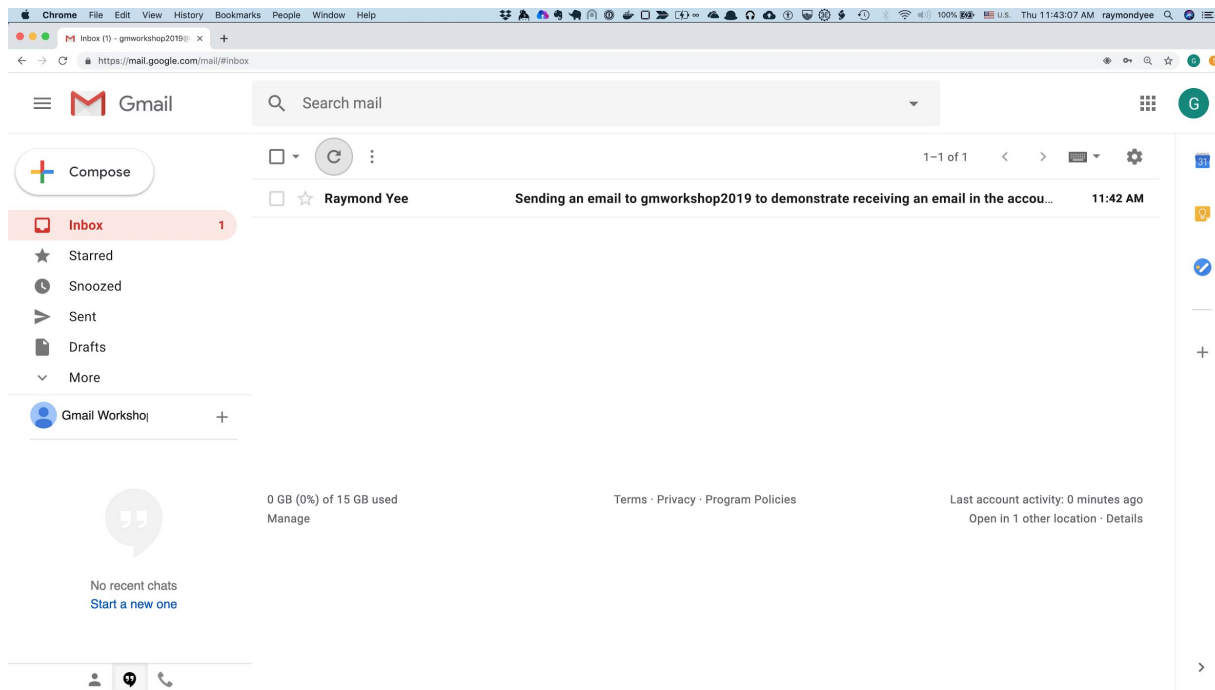 Chrome File Edit View History Bookmarks People Window Help 100% U.S. Thu 11:43:07 AM raymondyee
Inbox (1) - gmworkshop2019@
https://mail.google.com/mail/#inbox
G
Gmail
Search mail
G
Compose
1–1 of 1
31
Raymond Yee Sending an email to gmworkshop2019 to demonstrate receiving an email in the accou… 11:42 AM
Inbox 1
Starred
Snoozed
Sent
Drafts
More
Gmail Workshop
0 GB (0%) of 15 GB used Terms · Privacy · Program Policies Last account activity: 0 minutes ago
Manage Open in 1 other location · Details
No recent chats
Start a new one